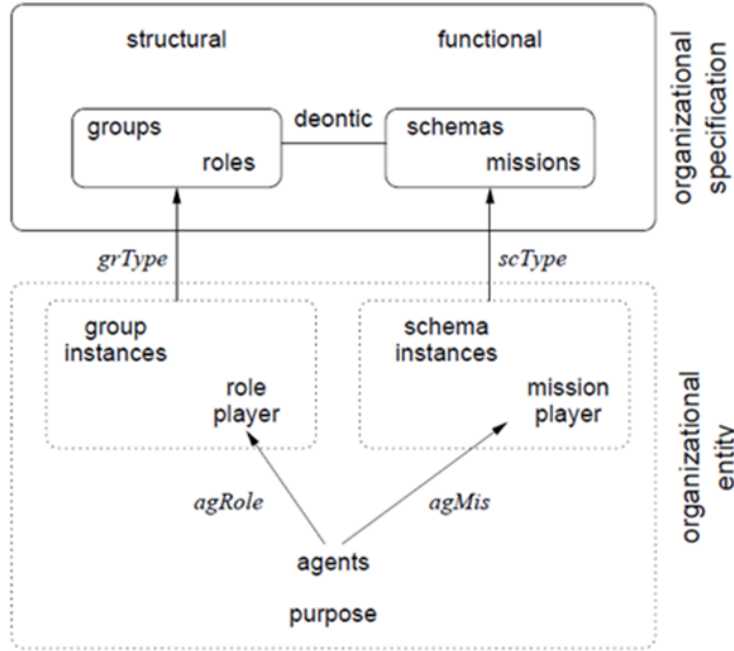 structural
functional
groups
roles
deontic
schemas
missions
organizational
specification
grType
scType
group
instances
role
player
schema
instances
mission
player
agRole
agMis
agents
purpose
organizational
entity